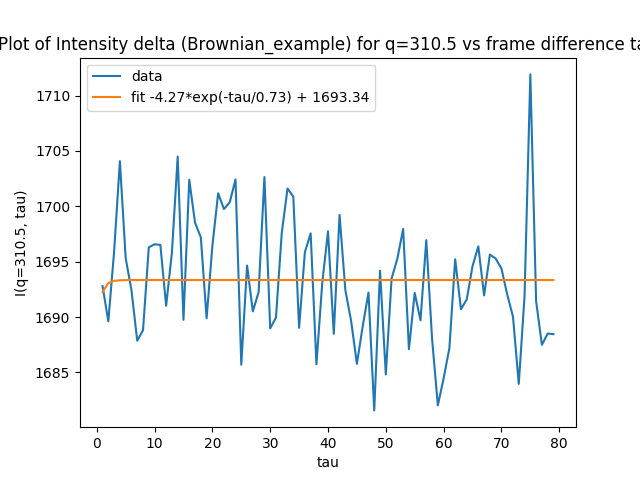 Plot of Intensity delta (Brownian_example) for q=310.5 vs frame difference ta
data
fit -4.27*exp(-tau/0.73) + 1693.34
I(q=310.5, tau)
1710
1705
1700
1695
1690
1685
0 10 20 30 40 50 60 70 80
tau